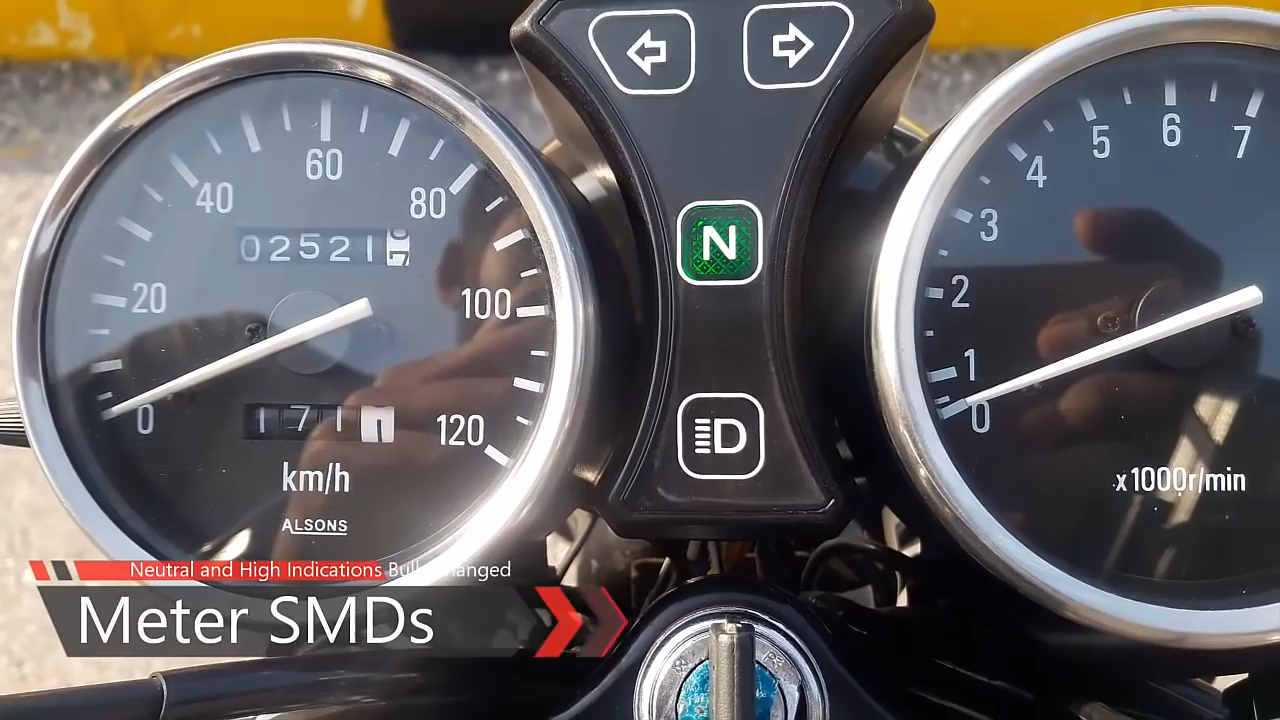 60
40
80
02521
20
100
0
171
120
km/h
ALSONS
N
D
7
6
5
4
3
2
1
0
x1000r/min
Neutral and High Indications
Meter SMDs